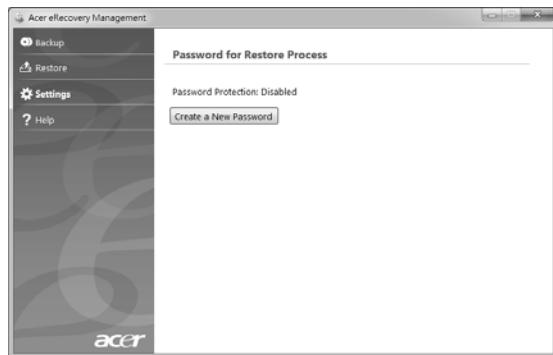 Acer eRecovery Management
Backup
Restore
Settings
Help
Password for Restore Process
Password Protection: Disabled
Create a New Password
acer